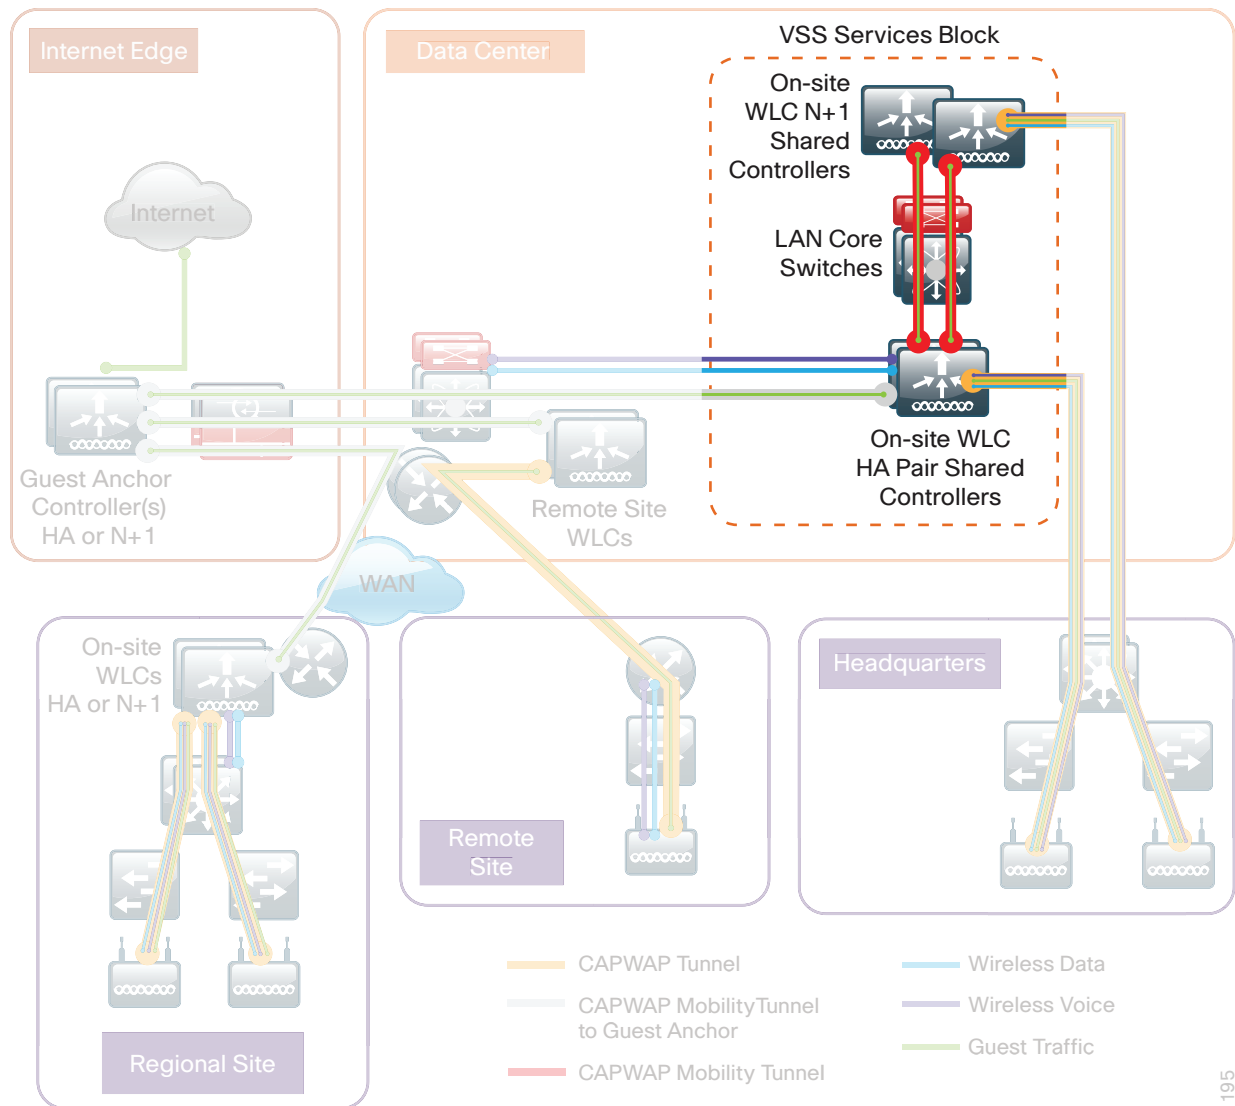 VSS Services Block
Internet Edge
Data Center
On-site
WLC N+1
Shared
Controllers
Internet
LAN Core
Switches
Guest Anchor
Controller(s)
HA or N+1
On-site WLC
HA Pair Shared
Controllers
Remote Site
WLCs
WAN
On-site
WLCs
HA or N+1
Headquarters
Remote
Site
Regional Site
CAPWAP Tunnel
CAPWAP Mobility Tunnel
to Guest Anchor
CAPWAP Mobility Tunnel
Wireless Data
Wireless Voice
Guest Traffic
195